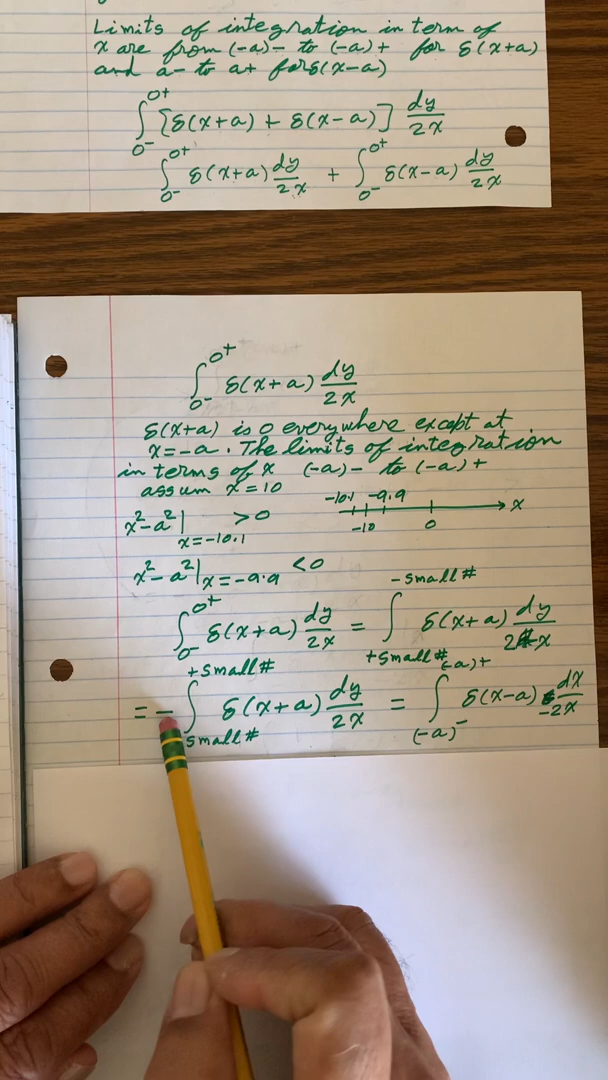 Limits of integration in term of
x are from (-a)- to (-a)+ for δ(x+a)
and a- to a+ for δ(x-a)
∫_{0-}^{0+} [δ(x+a) + δ(x-a)] dy/2x
∫_{0-}^{0+} δ(x+a) dy/2x + ∫_{0-}^{0+} δ(x-a) dy/2x
∫_{0-}^{0+} δ(x+a) dy/2x
δ(x+a) is 0 everywhere except at
x=-a. The limits of integration
in terms of x (-a)- to (-a)+
assum x=10
-10.1 -9.9
-10 0 x
x²-a²|_{x=-10.1} >0
x²-a²|_{x=-9.9} <0
∫_{0-}^{0+} δ(x+a) dy/2x = ∫_{+small#}^{-small#} δ(x+a) dy/2x
= - ∫_{small#}^{+small#} δ(x+a) dy/2x = ∫_{(-a)-}^{(-a)+} δ(x-a) dx/-2x